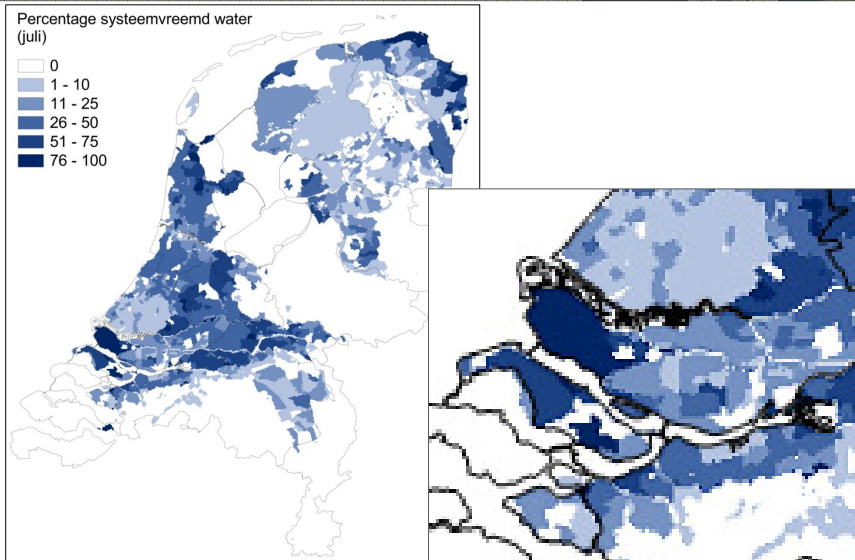 Percentage systeemvreemd water
(juli)
0
1 - 10
11 - 25
26 - 50
51 - 75
76 - 100